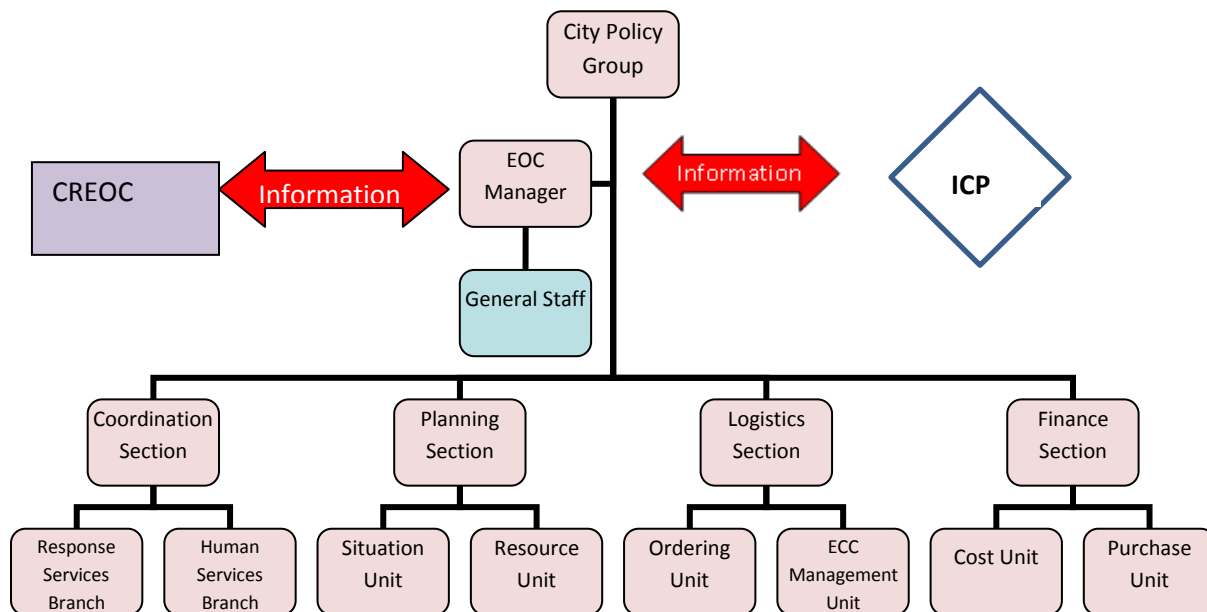 City Policy
Group
EOC
Manager
CREOC
Information
Information
ICP
General Staff
Coordination
Section
Planning
Section
Logistics
Section
Finance
Section
Response
Services
Branch
Human
Services
Branch
Situation
Unit
Resource
Unit
Ordering
Unit
ECC
Management
Unit
Cost Unit
Purchase
Unit